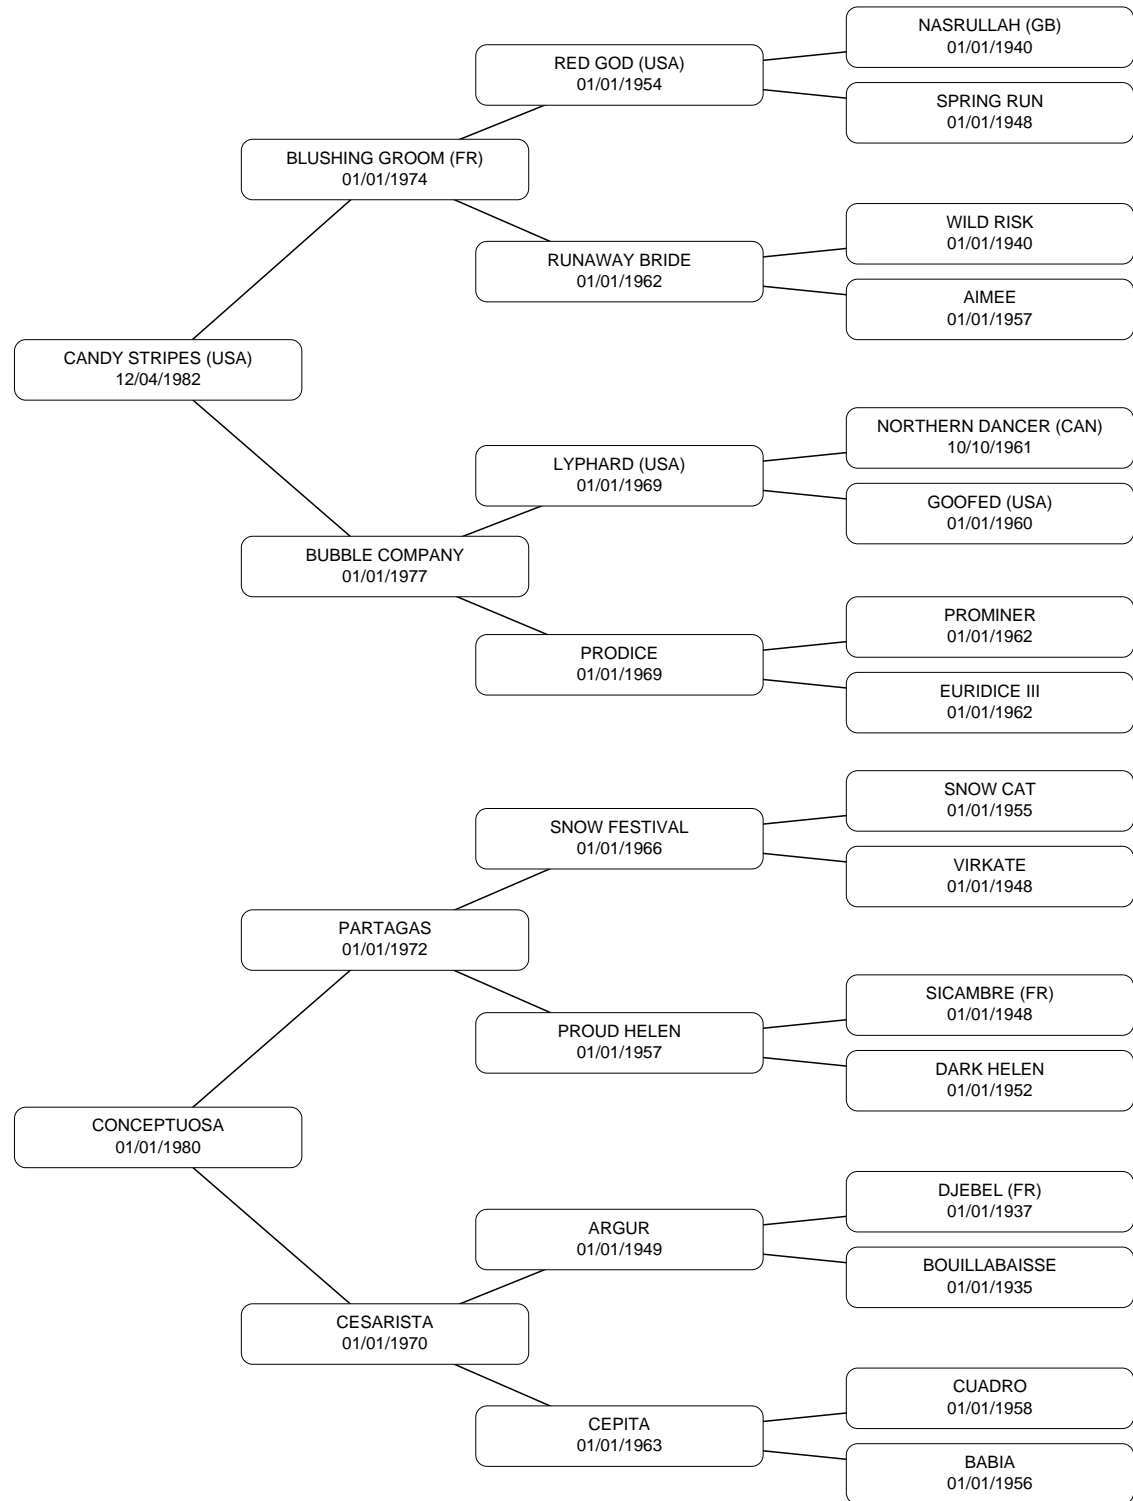 NASRULLAH (GB)
01/01/1940
RED GOD (USA)
01/01/1954
SPRING RUN
01/01/1948
BLUSHING GROOM (FR)
01/01/1974
WILD RISK
01/01/1940
RUNAWAY BRIDE
01/01/1962
AIMEE
01/01/1957
CANDY STRIPES (USA)
12/04/1982
NORTHERN DANCER (CAN)
10/10/1961
LYPHARD (USA)
01/01/1969
GOOFED (USA)
01/01/1960
BUBBLE COMPANY
01/01/1977
PROMINER
01/01/1962
PRODICE
01/01/1969
EURIDICE III
01/01/1962
SNOW CAT
01/01/1955
SNOW FESTIVAL
01/01/1966
VIRKATE
01/01/1948
PARTAGAS
01/01/1972
SICAMBRE (FR)
01/01/1948
PROUD HELEN
01/01/1957
DARK HELEN
01/01/1952
CONCEPTUOSA
01/01/1980
DJEBEL (FR)
01/01/1937
ARGUR
01/01/1949
BOUILLABAISSE
01/01/1935
CESARISTA
01/01/1970
CUADRO
01/01/1958
CEPITA
01/01/1963
BABIA
01/01/1956